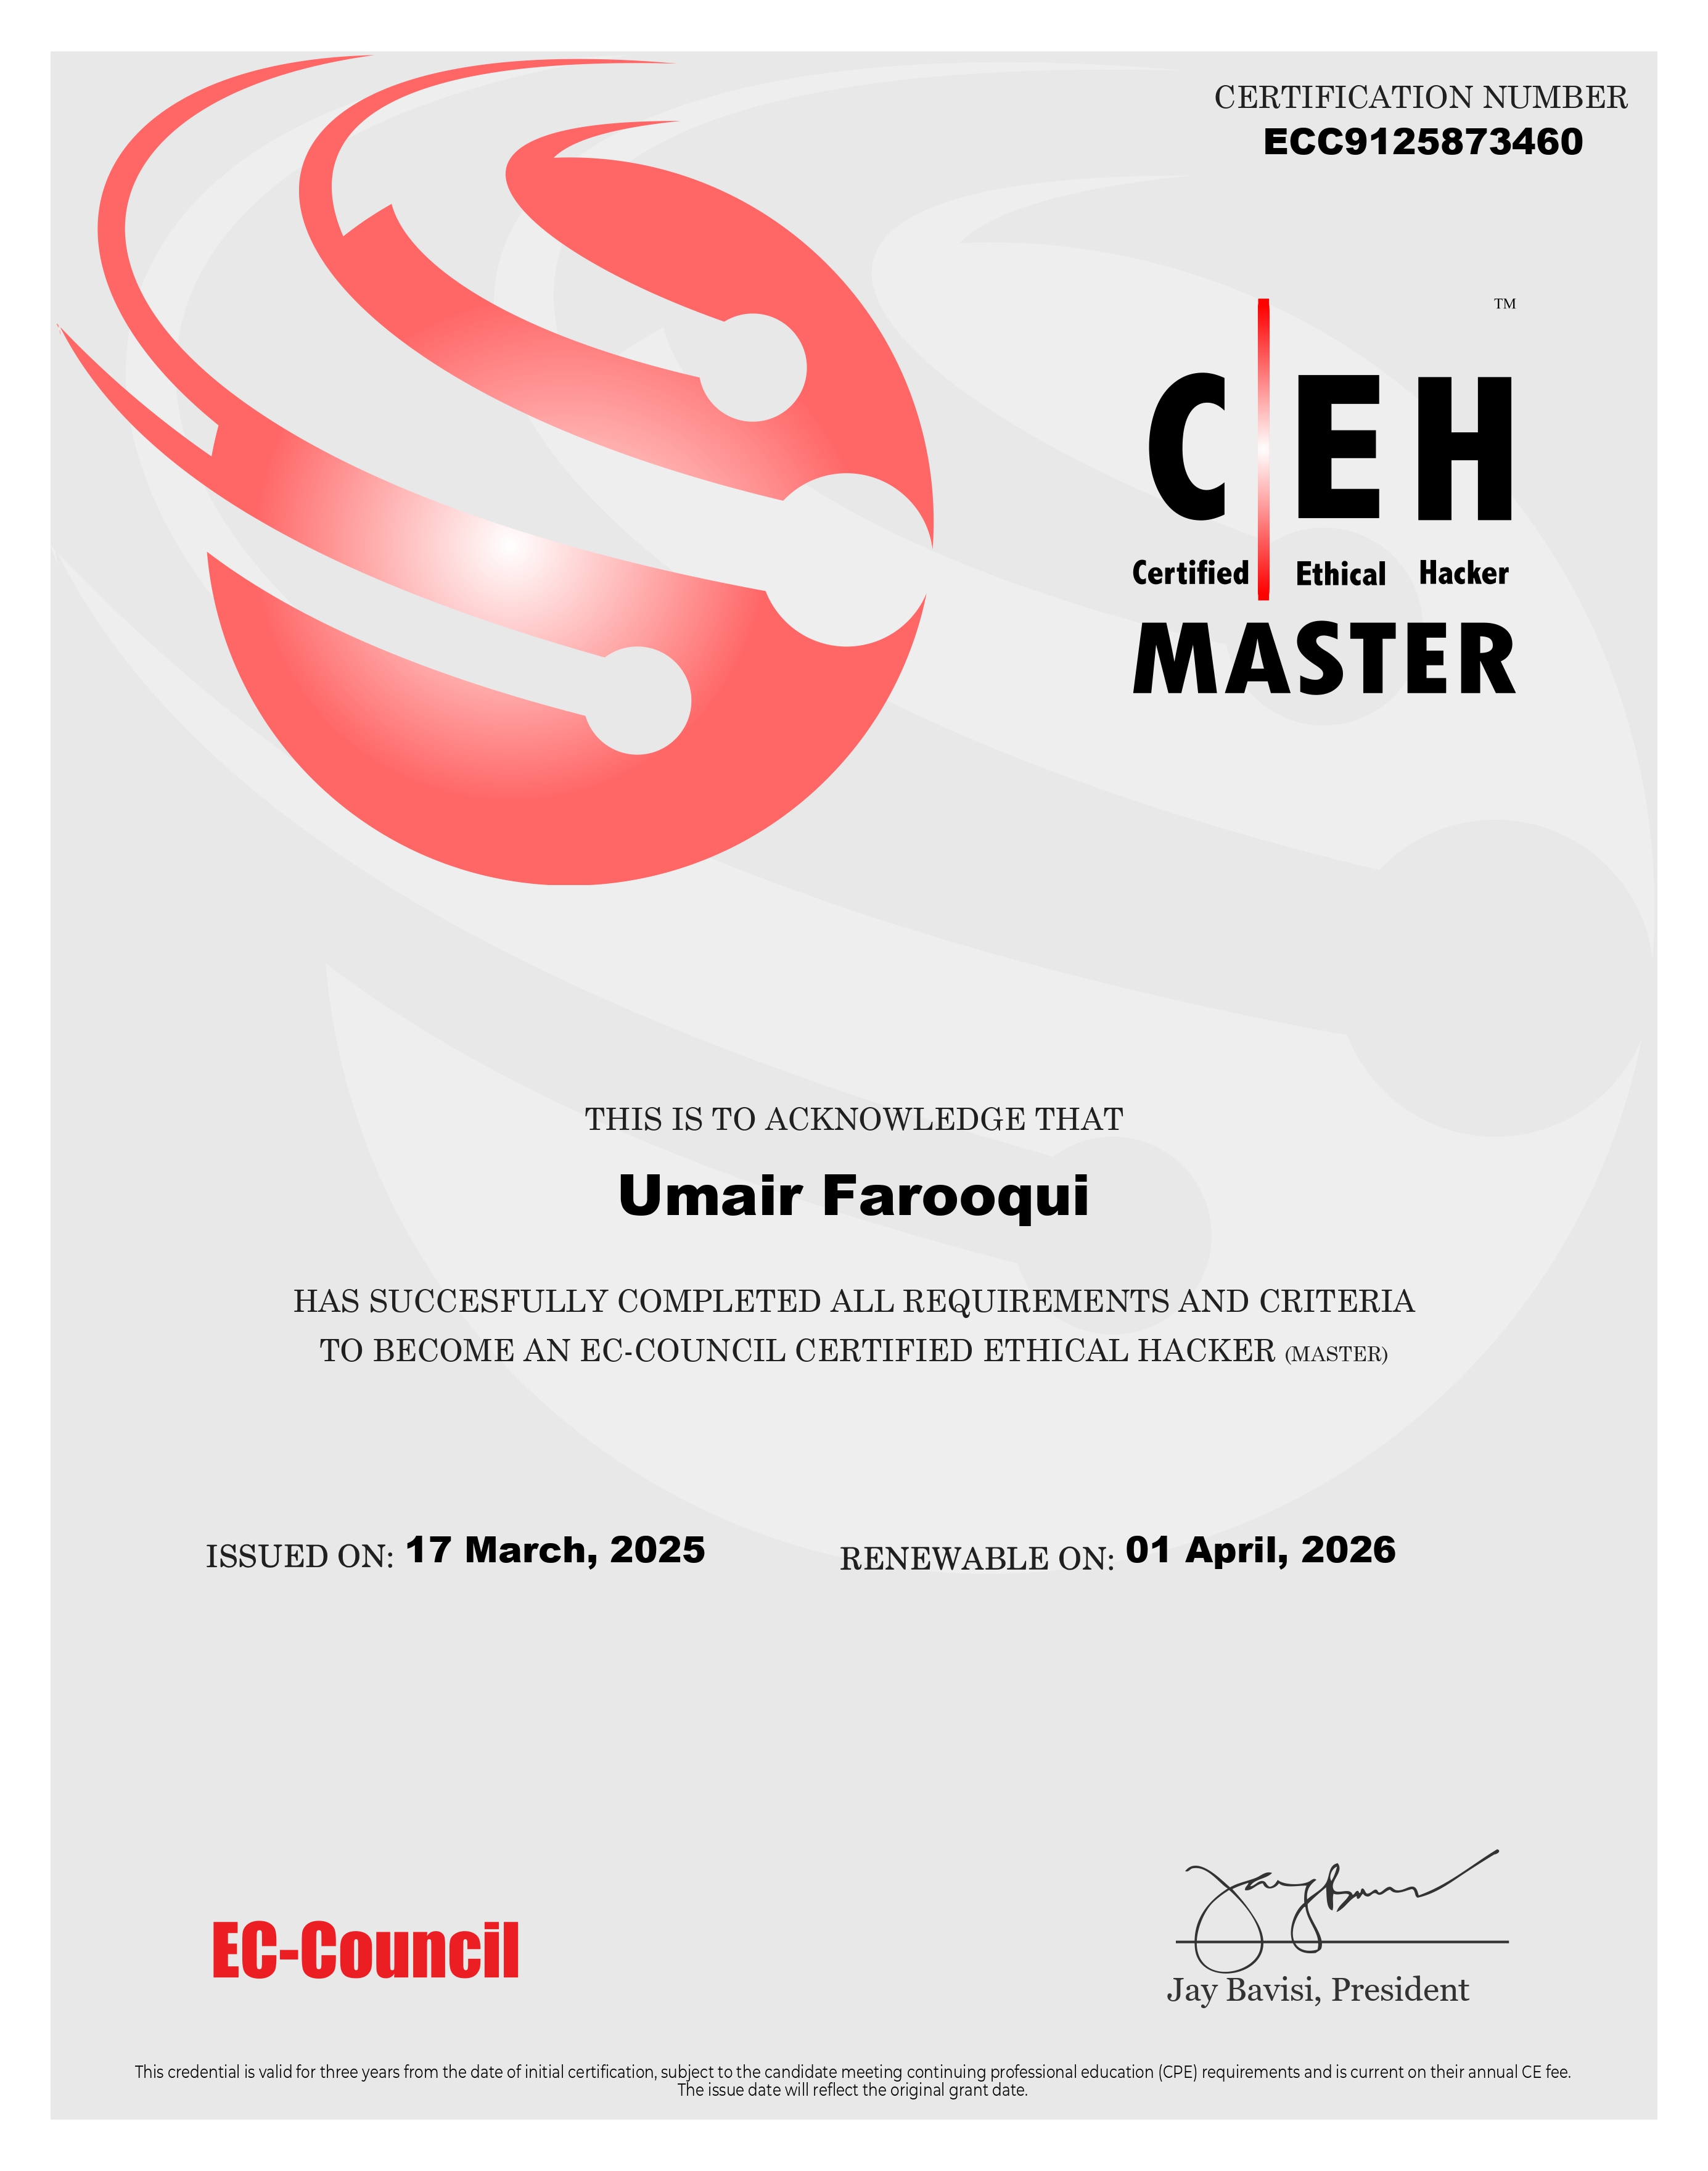 CERTIFICATION NUMBER
ECC9125873460
TM
C EH
Certified Ethical Hacker
MASTER
THIS IS TO ACKNOWLEDGE THAT
Umair Farooqui
HAS SUCCESFULLY COMPLETED ALL REQUIREMENTS AND CRITERIA
TO BECOME AN EC-COUNCIL CERTIFIED ETHICAL HACKER (MASTER)
ISSUED ON: 17 March, 2025 RENEWABLE ON: 01 April, 2026
EC-Council
Jay Bavisi, President
This credential is valid for three years from the date of initial certification, subject to the candidate meeting continuing professional education (CPE) requirements and is current on their annual CE fee.
The issue date will reflect the original grant date.